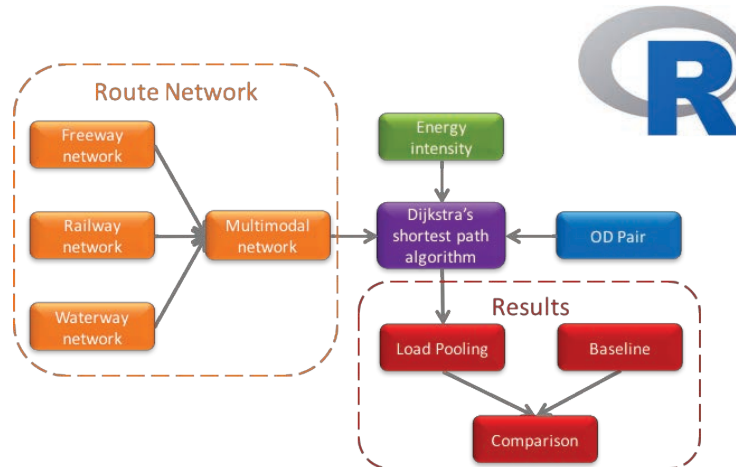 Route Network
Freeway
network
Railway
network
Waterway
network
Multimodal
network
Energy
intensity
Dijkstra's
shortest path
algorithm
OD Pair
Results
Load Pooling
Baseline
Comparison
R